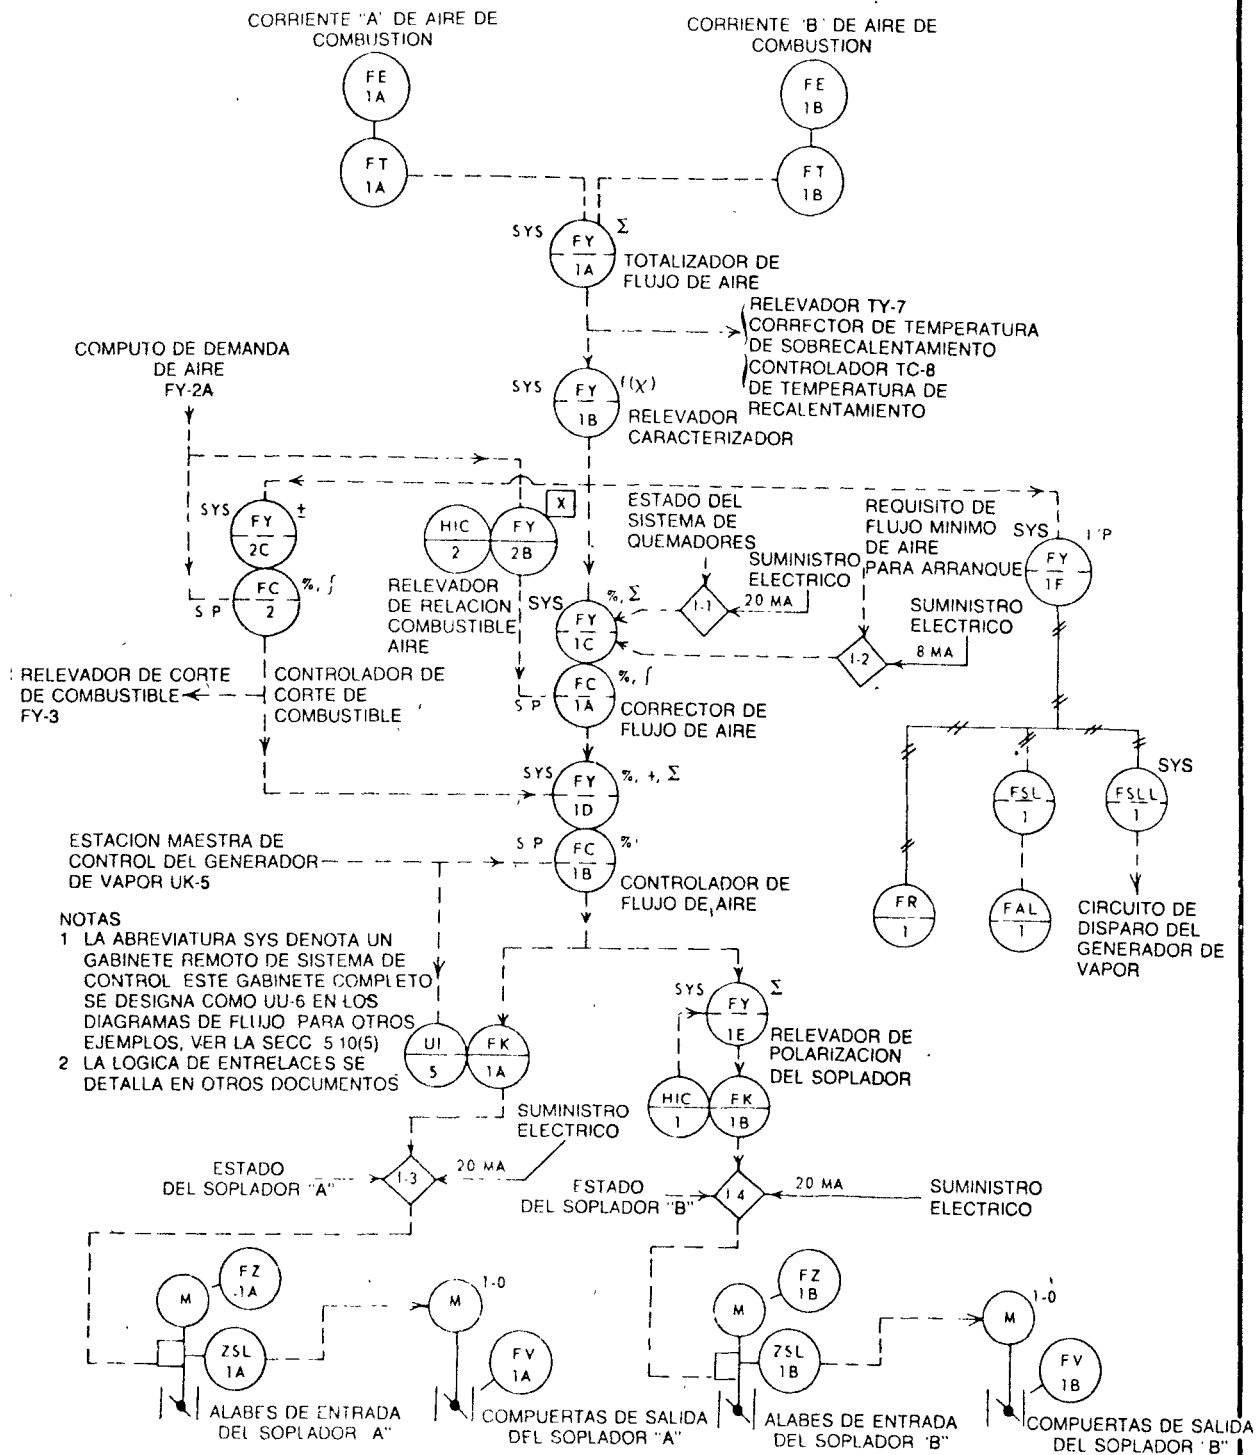 CORRIENTE "A" DE AIRE DE
COMBUSTION
CORRIENTE 'B' DE AIRE DE
COMBUSTION
FE
1A
FE
1B
FT
1A
FT
1B
SYS
FY
1A
Σ
TOTALIZADOR DE
FLUJO DE AIRE
RELEVADOR TY-7
CORRECTOR DE TEMPERATURA
DE SOBRECALENTAMIENTO
CONTROLADOR TC-8
DE TEMPERATURA DE
RECALENTAMIENTO
COMPUTO DE DEMANDA
DE AIRE
FY-2A
SYS
FY
1B
f(X)
RELEVADOR
CARACTERIZADOR
SYS
FY
2C
±
FC
2
%, ∫
S P
HIC
2
FY
2B
X
RELEVADOR
DE RELACION
COMBUSTIBLE
AIRE
ESTADO DEL
SISTEMA DE
QUEMADORES
SUMINISTRO
ELECTRICO
20 MA
I-1
REQUISITO DE
FLUJO MINIMO
DE AIRE
PARA ARRANQUE
SYS
I/P
FY
1F
SUMINISTRO
ELECTRICO
8 MA
I-2
SYS
FY
1C
%, Σ
FC
1A
%, ∫
S P
CORRECTOR DE
FLUJO DE AIRE
RELEVADOR DE CORTE
DE COMBUSTIBLE
FY-3
CONTROLADOR DE
CORTE DE
COMBUSTIBLE
SYS
FY
1D
%, +, Σ
S P
FC
1B
%
CONTROLADOR DE
FLUJO DE AIRE
FSL
1
SYS
FSLL
1
FR
1
FAL
1
CIRCUITO DE
DISPARO DEL
GENERADOR DE
VAPOR
ESTACION MAESTRA DE
CONTROL DEL GENERADOR
DE VAPOR UK-5
NOTAS
1 LA ABREVIATURA SYS DENOTA UN
GABINETE REMOTO DE SISTEMA DE
CONTROL ESTE GABINETE COMPLETO
SE DESIGNA COMO UU-6 EN LOS
DIAGRAMAS DE FLUJO PARA OTROS
EJEMPLOS, VER LA SECC 5 10(5)
2 LA LOGICA DE ENTRELACES SE
DETALLA EN OTROS DOCUMENTOS
UI
5
FK
1A
SYS
FY
1E
Σ
RELEVADOR DE
POLARIZACION
DEL SOPLADOR
HIC
1
FK
1B
SUMINISTRO
ELECTRICO
20 MA
ESTADO
DEL SOPLADOR "A"
I-3
ESTADO
DEL SOPLADOR "B"
I 4
20 MA
SUMINISTRO
ELECTRICO
M
FZ
1A
ZSL
1A
M
1-0
FV
1A
M
FZ
1B
ZSL
1B
M
1-0
FV
1B
ALABES DE ENTRADA
DEL SOPLADOR A"
COMPUERTAS DE SALIDA
DEL SOPLADOR "A"
ALABES DE ENTRADA
DEL SOPLADOR "B"
COMPUERTAS DE SALIDA
DEL SOPLADOR 'B"